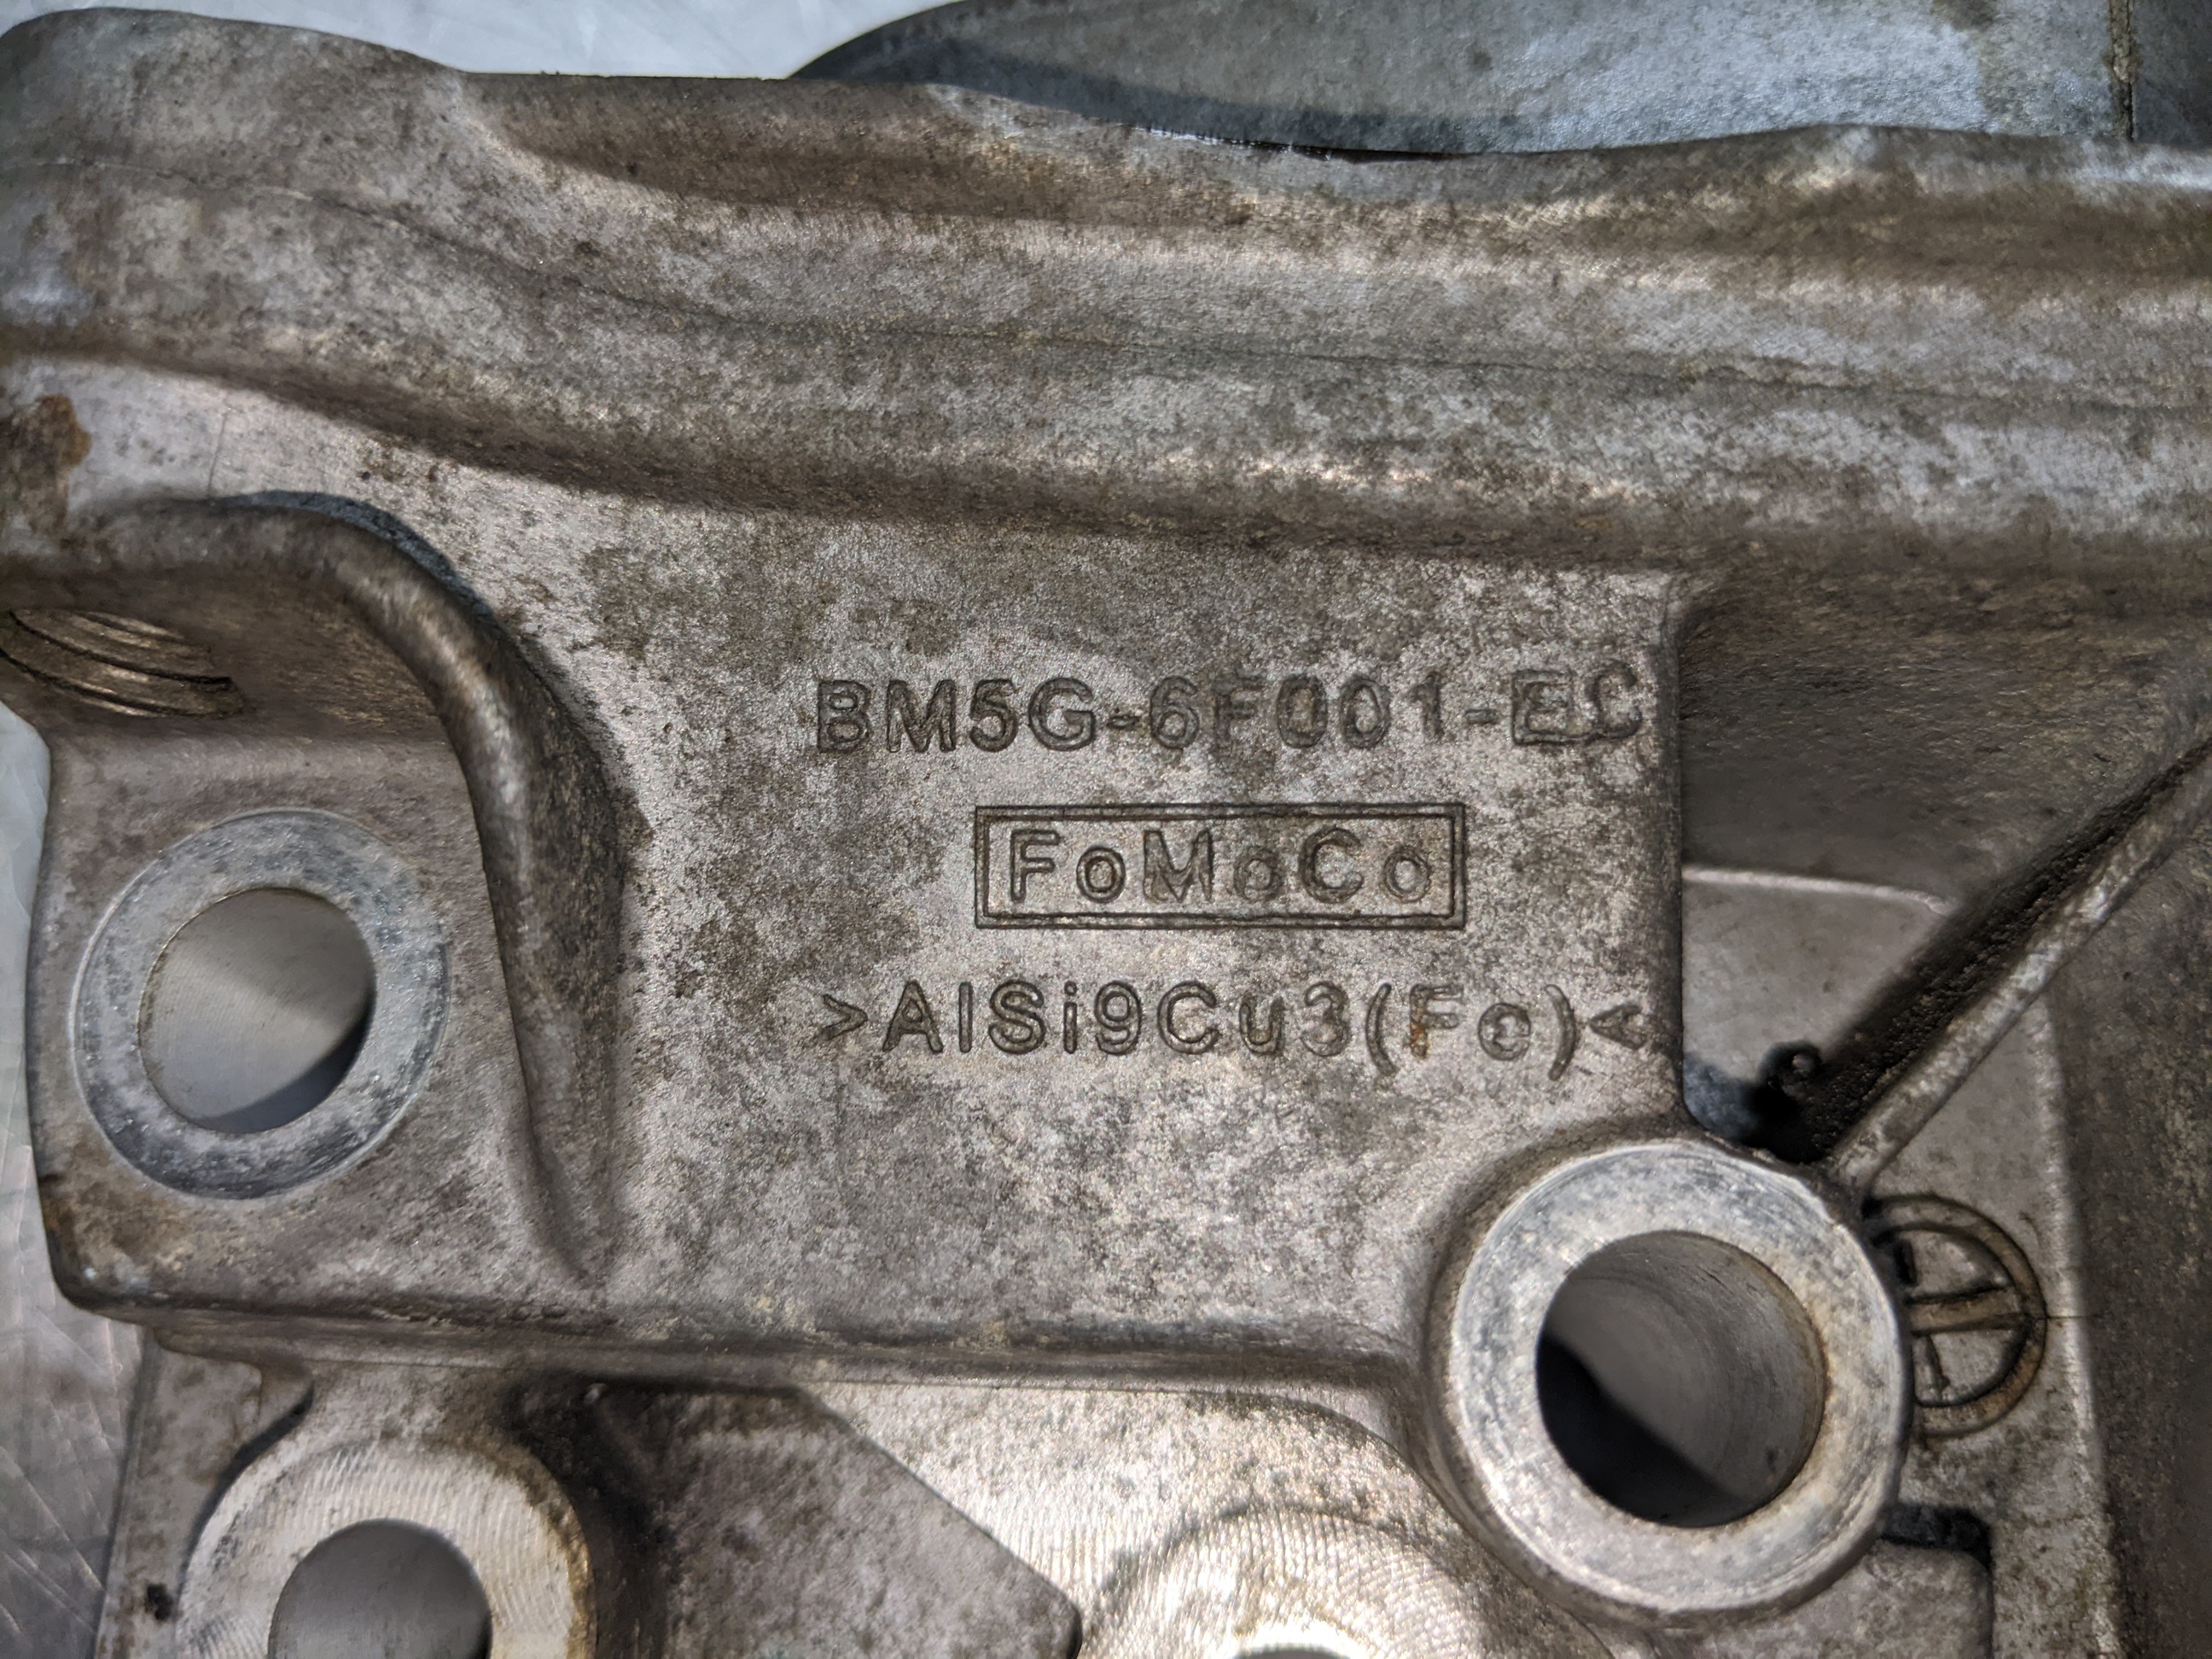 BM5G-6F001-EC
FoMoCo
>AlSi9Cu3(Fe)<